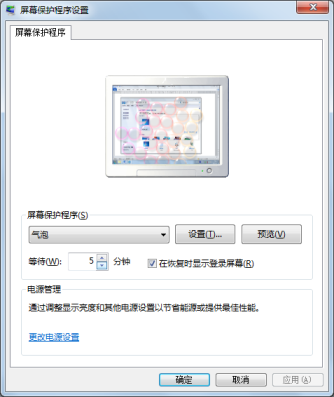 屏幕保护程序设置
屏幕保护程序
屏幕保护程序(S)
气泡
设置(T)...
预览(V)
等待(W):
5
分钟
在恢复时显示登录屏幕(R)
电源管理
通过调整显示亮度和其他电源设置以节省能源或提供最佳性能。
更改电源设置
确定
取消
应用(A)